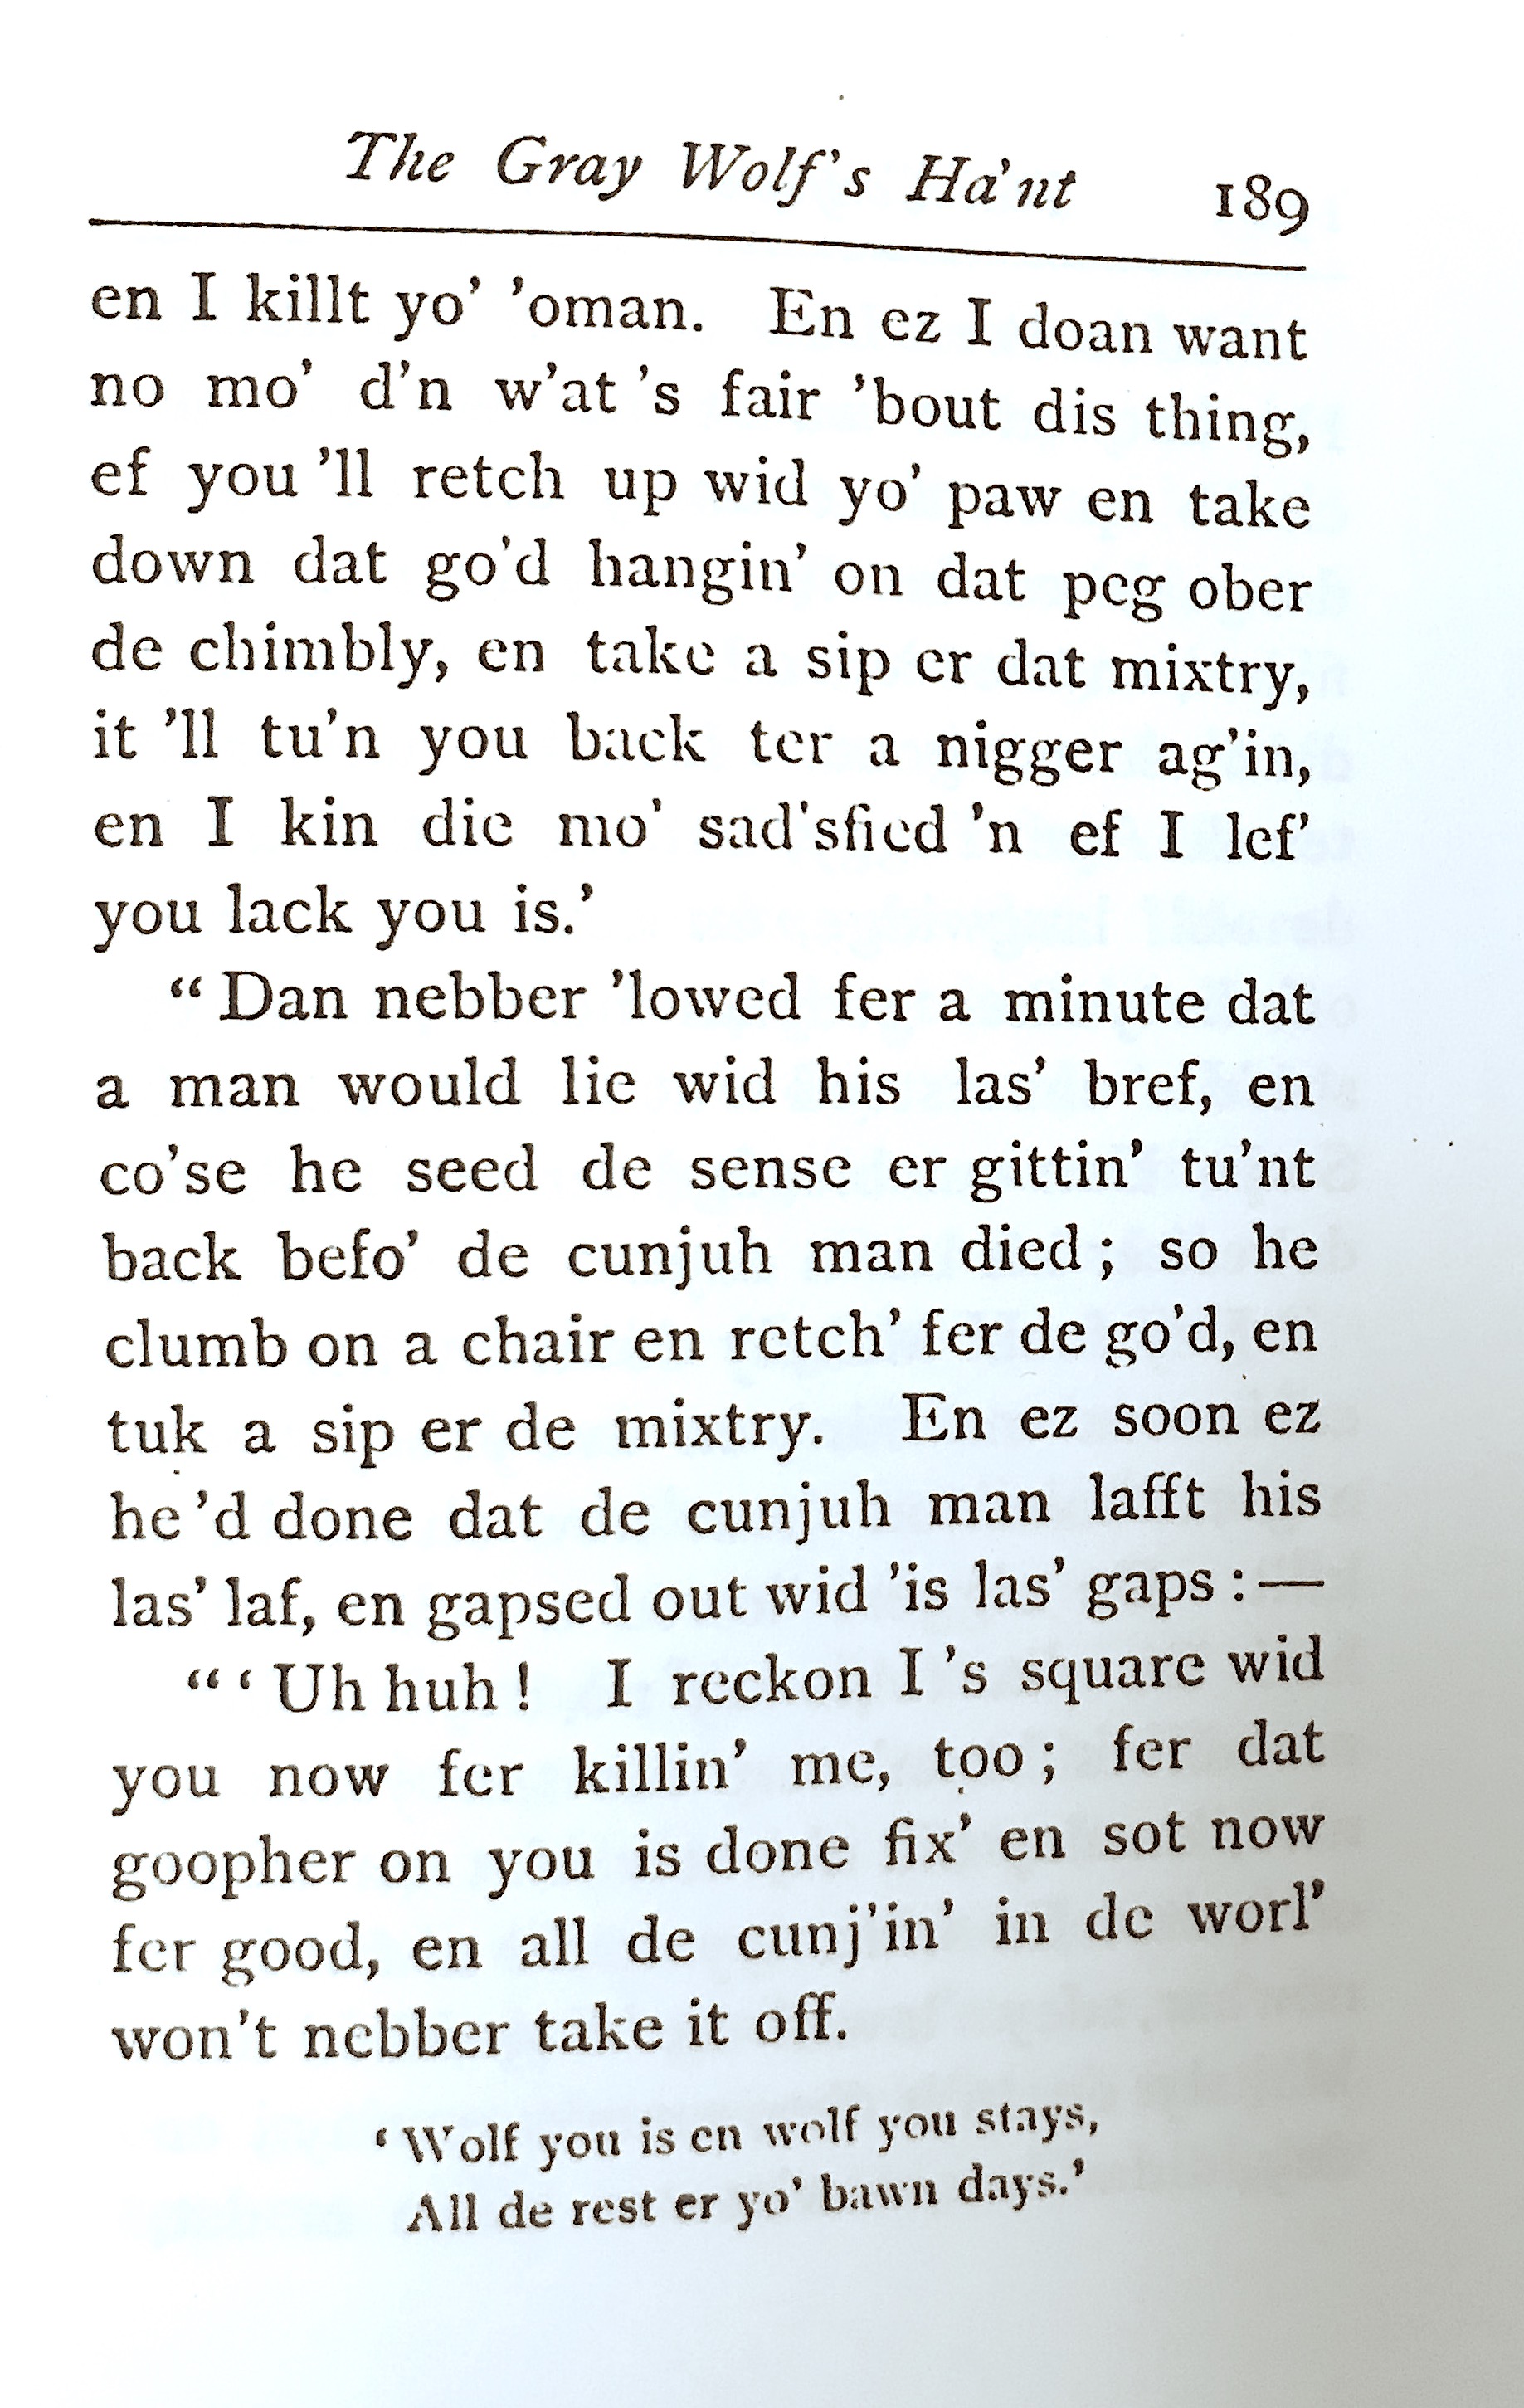 The Gray Wolf's Ha'nt 189
en I killt yo' 'oman. En ez I doan want
no mo' d'n w'at 's fair 'bout dis thing,
ef you 'll retch up wid yo' paw en take
down dat go'd hangin' on dat peg ober
de chimbly, en take a sip er dat mixtry,
it 'll tu'n you back ter a nigger ag'in,
en I kin die mo' sad'sfied 'n ef I lef'
you lack you is.'
"Dan nebber 'lowed fer a minute dat
a man would lie wid his las' bref, en
co'se he seed de sense er gittin' tu'nt
back befo' de cunjuh man died; so he
clumb on a chair en retch' fer de go'd, en
tuk a sip er de mixtry. En ez soon ez
he 'd done dat de cunjuh man lafft his
las' laf, en gapsed out wid 'is las' gaps:—
"'Uh huh! I reckon I 's square wid
you now fer killin' me, too; fer dat
goopher on you is done fix' en sot now
fer good, en all de cunj'in' in de worl'
won't nebber take it off.
'Wolf you is en wolf you stays,
All de rest er yo' bawn days.'